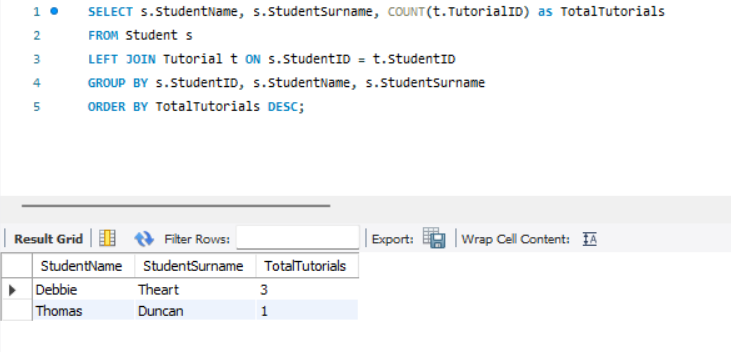 1 SELECT s.StudentName, s.StudentSurname, COUNT(t.TutorialID) as TotalTutorials
2 FROM Student s
3 LEFT JOIN Tutorial t ON s.StudentID = t.StudentID
4 GROUP BY s.StudentID, s.StudentName, s.StudentSurname
5 ORDER BY TotalTutorials DESC;
Result Grid Filter Rows: Export: Wrap Cell Content: IA
StudentName StudentSurname TotalTutorials
Debbie Theart 3
Thomas Duncan 1